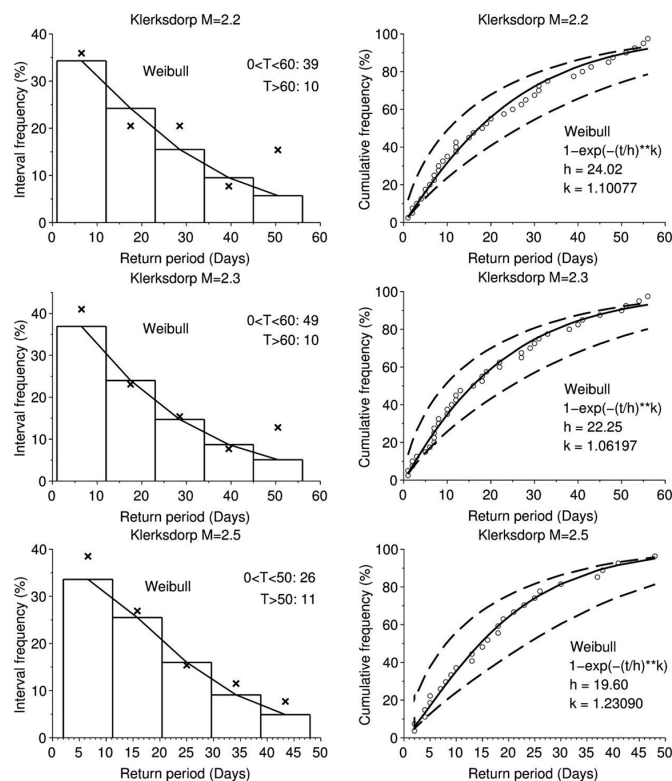 Klerksdorp M=2.2
Interval frequency (%)
40
30
20
10
0
Weibull
0<T<60: 39
T>60: 10
0 10 20 30 40 50 60
Return period (Days)
Klerksdorp M=2.2
Cumulative frequency (%)
100
80
60
40
20
0
Weibull
1−exp(−(t/h)**k)
h = 24.02
k = 1.10077
0 10 20 30 40 50 60
Return period (Days)
Klerksdorp M=2.3
Interval frequency (%)
40
30
20
10
0
Weibull
0<T<60: 49
T>60: 10
0 10 20 30 40 50 60
Return period (Days)
Klerksdorp M=2.3
Cumulative frequency (%)
100
80
60
40
20
0
Weibull
1−exp(−(t/h)**k)
h = 22.25
k = 1.06197
0 10 20 30 40 50 60
Return period (Days)
Klerksdorp M=2.5
Interval frequency (%)
40
30
20
10
0
Weibull
0<T<50: 26
T>50: 11
0 5 10 15 20 25 30 35 40 45 50
Return period (Days)
Klerksdorp M=2.5
Cumulative frequency (%)
100
80
60
40
20
0
Weibull
1−exp(−(t/h)**k)
h = 19.60
k = 1.23090
0 5 10 15 20 25 30 35 40 45 50
Return period (Days)